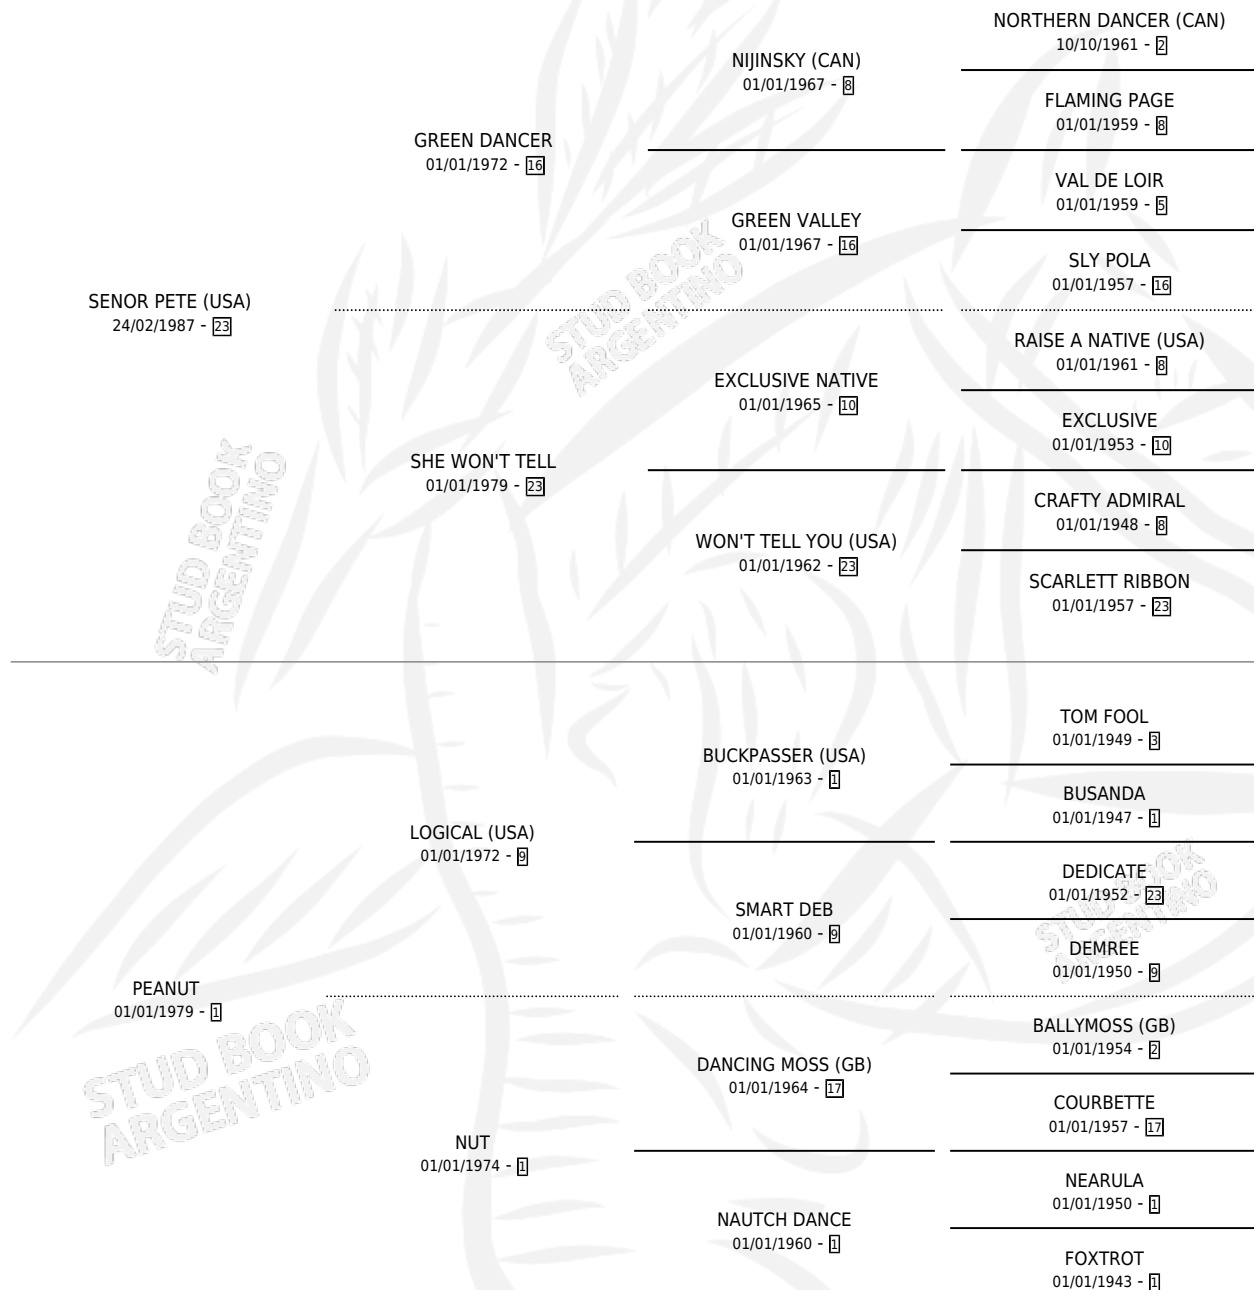 NORTHERN DANCER (CAN)
10/10/1961 - 2
NIJINSKY (CAN)
01/01/1967 - 8
FLAMING PAGE
01/01/1959 - 8
GREEN DANCER
01/01/1972 - 16
VAL DE LOIR
01/01/1959 - 5
GREEN VALLEY
01/01/1967 - 16
SLY POLA
01/01/1957 - 16
SENOR PETE (USA)
24/02/1987 - 23
STUD BOOK
ARGENTINO
RAISE A NATIVE (USA)
01/01/1961 - 8
EXCLUSIVE NATIVE
01/01/1965 - 10
EXCLUSIVE
01/01/1953 - 10
SHE WON'T TELL
01/01/1979 - 23
CRAFTY ADMIRAL
01/01/1948 - 8
WON'T TELL YOU (USA)
01/01/1962 - 23
SCARLETT RIBBON
01/01/1957 - 23
STUD BOOK
ARGENTINO
TOM FOOL
01/01/1949 - 3
BUCKPASSER (USA)
01/01/1963 - 1
BUSANDA
01/01/1947 - 1
LOGICAL (USA)
01/01/1972 - 9
DEDICATE
01/01/1952 - 23
STUD BOOK
ARGENTINO
SMART DEB
01/01/1960 - 9
DEMREE
01/01/1950 - 9
PEANUT
01/01/1979 - 1
STUD BOOK
ARGENTINO
BALLYMOSS (GB)
01/01/1954 - 2
DANCING MOSS (GB)
01/01/1964 - 17
COURBETTE
01/01/1957 - 17
NUT
01/01/1974 - 1
NEARULA
01/01/1950 - 1
NAUTCH DANCE
01/01/1960 - 1
FOXTROT
01/01/1943 - 1